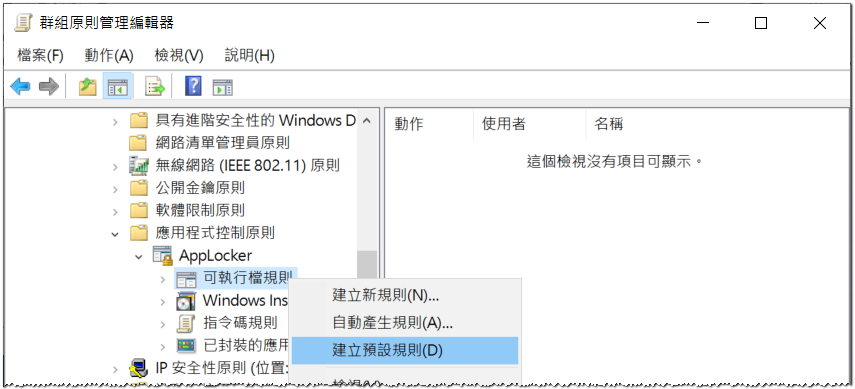 群組原則管理編輯器
檔案(F) 動作(A) 檢視(V) 說明(H)
具有進階安全性的 Windows D
網路清單管理員原則
無線網路 (IEEE 802.11) 原則
公開金鑰原則
軟體限制原則
應用程式控制原則
AppLocker
可執行檔規則
Windows Ins
指令碼規則
已封裝的應用
IP 安全性原則 (位置:
動作 使用者 名稱
這個檢視沒有項目可顯示。
建立新規則(N)...
自動產生規則(A)...
建立預設規則(D)